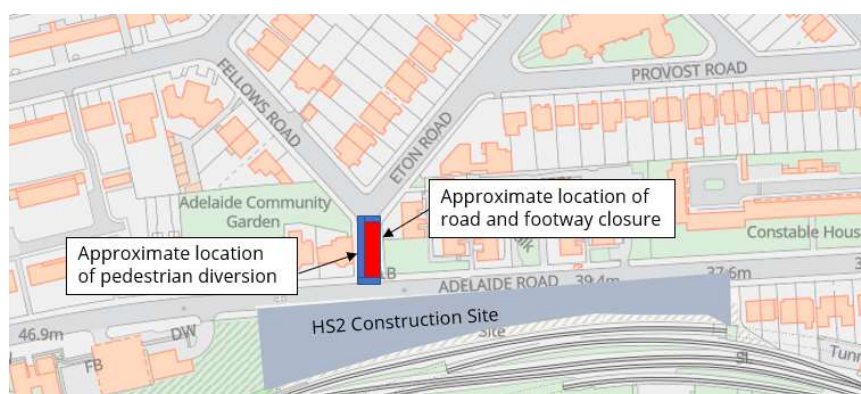 PROVOST ROAD
FELLOWS ROAD
ETON ROAD
Adelaide Community
Garden
Approximate location of
road and footway closure
Approximate location
of pedestrian diversion
Constable Hous
LB
ADELAIDE ROAD
39.4m
37.6m
46.9m
DW
FB
HS2 Construction Site
Site
SL
Tunn